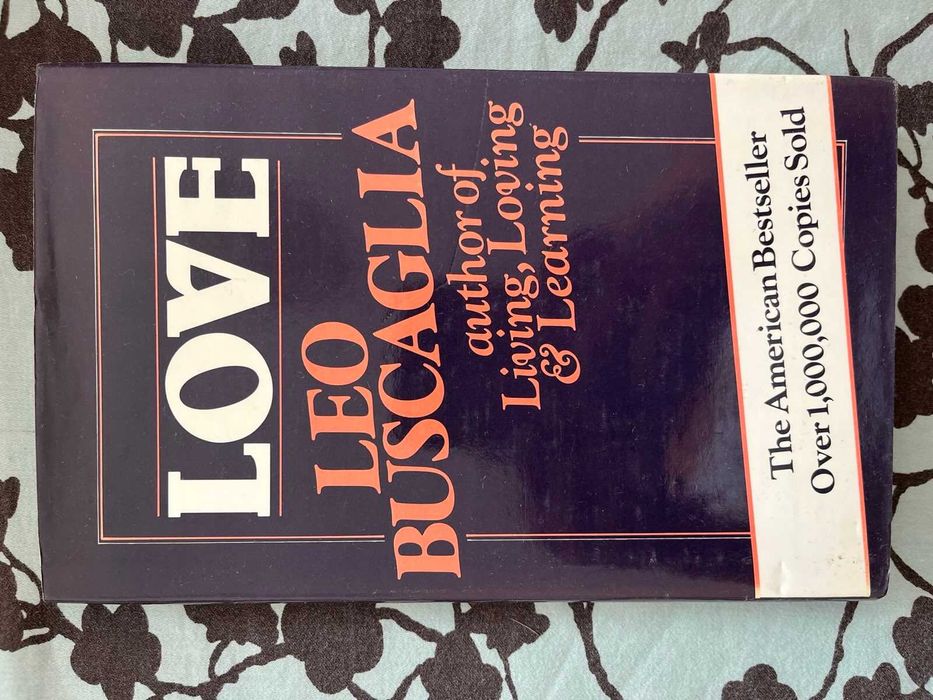 LOVE
LEO
BUSCAGLIA
author of
Living, Loving
& Learning
The American Bestseller
Over 1,000,000 Copies Sold